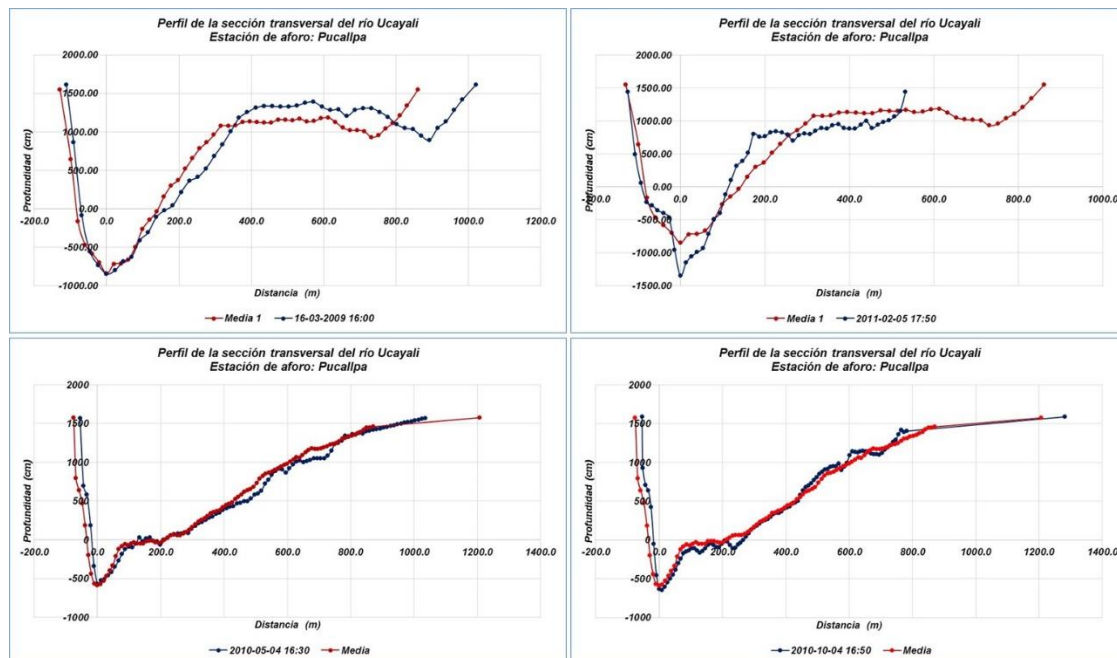 Perfil de la sección transversal del río Ucayali
Estación de aforo: Pucallpa
2000.00
1500.00
1000.00
500.00
0.00
-500.00
-1000.00
-200.0 0.0 200.0 400.0 600.0 800.0 1000.0 1200.0
Profundidad (cm)
Distancia (m)
Media 1 16-03-2009 16:00
Perfil de la sección transversal del río Ucayali
Estación de aforo: Pucallpa
2000.00
1500.00
1000.00
500.00
0.00
-500.00
-1000.00
-1500.00
-200.0 0.0 200.0 400.0 600.0 800.0 1000.0
Profundidad (cm)
Distancia (m)
Media 1 2011-02-05 17:50
Perfil de la sección transversal del río Ucayali
Estación de aforo: Pucallpa
2000
1500
1000
500
0
-500
-1000
-200.0 0.0 200.0 400.0 600.0 800.0 1000.0 1200.0 1400.0
Profundidad (cm)
Distancia (m)
2010-05-04 16:30 Media
Perfil de la sección transversal del río Ucayali
Estación de aforo: Pucallpa
2000
1500
1000
500
0
-500
-1000
-200.0 0.0 200.0 400.0 600.0 800.0 1000.0 1200.0 1400.0
Profundidad (cm)
Distancia (m)
2010-10-04 16:50 Media